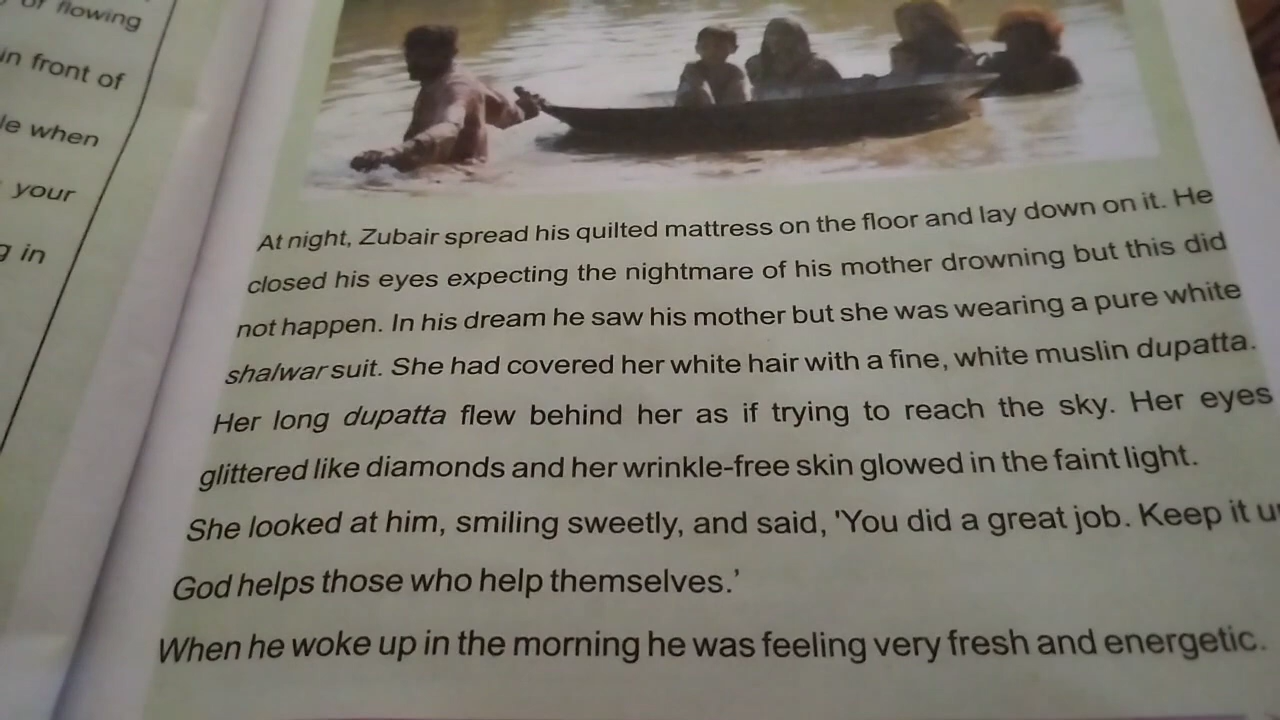 of flowing
in front of
when
your
in
At night, Zubair spread his quilted mattress on the floor and lay down on it. He
closed his eyes expecting the nightmare of his mother drowning but this did
not happen. In his dream he saw his mother but she was wearing a pure white
shalwar suit. She had covered her white hair with a fine, white muslin dupatta.
Her long dupatta flew behind her as if trying to reach the sky. Her eyes
glittered like diamonds and her wrinkle-free skin glowed in the faint light.
She looked at him, smiling sweetly, and said, 'You did a great job. Keep it
God helps those who help themselves.’
When he woke up in the morning he was feeling very fresh and energetic.